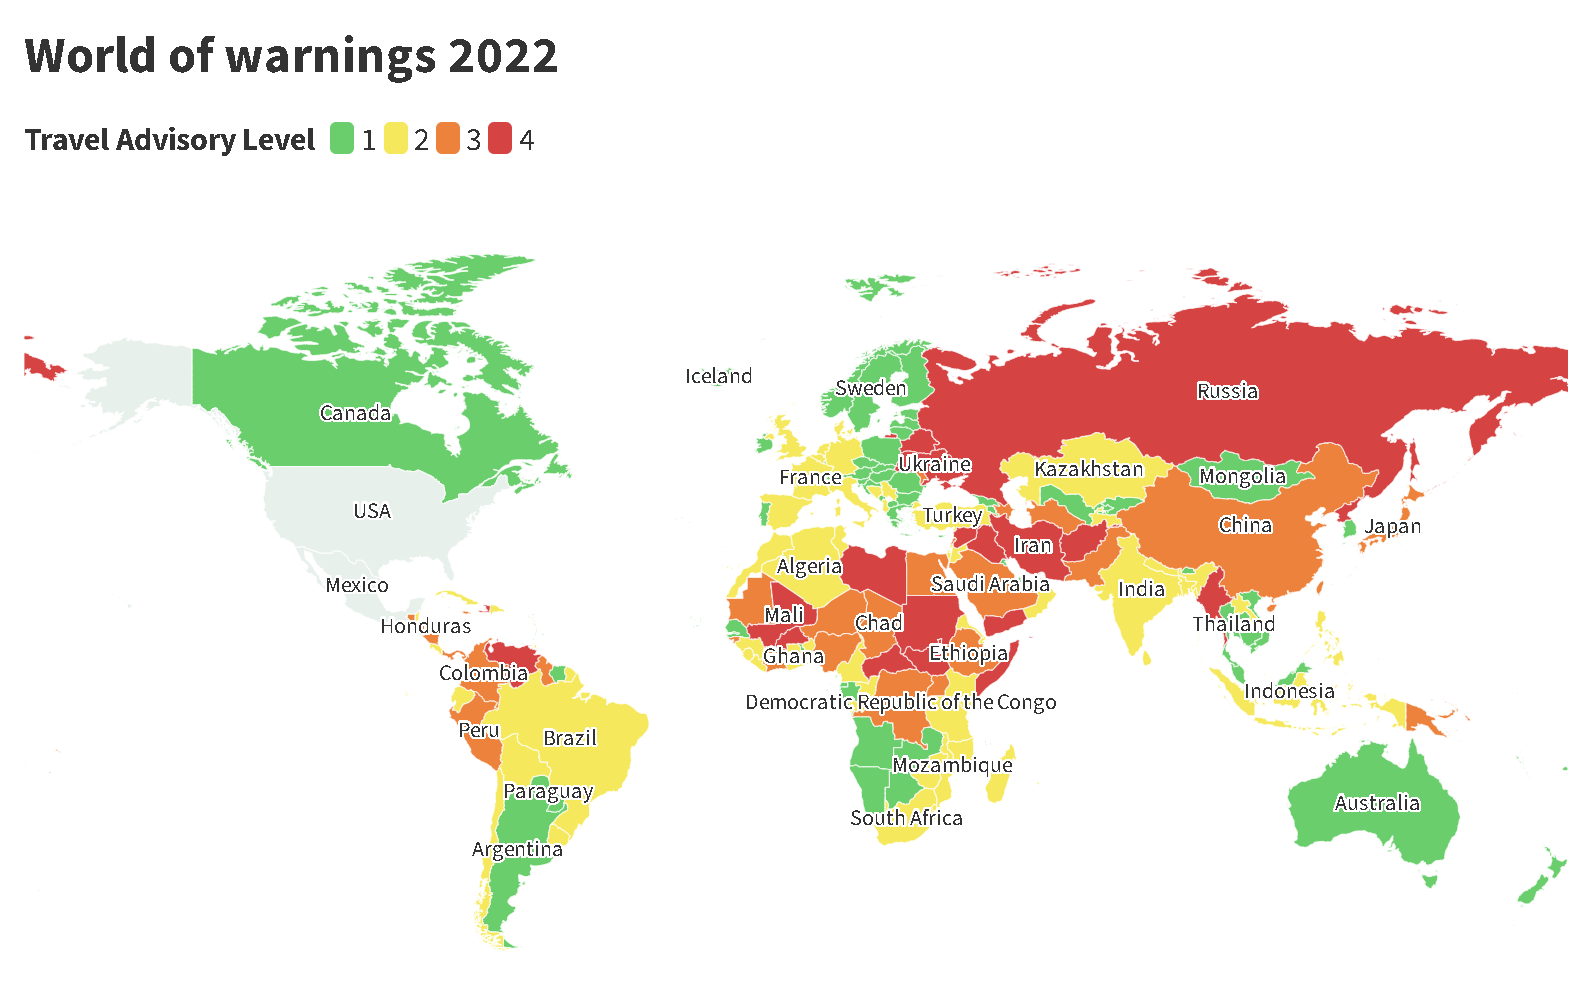 World of warnings 2022
Travel Advisory Level 1 2 3 4
Iceland
Sweden
Russia
Canada
Ukraine
Kazakhstan
Mongolia
France
USA
Turkey
China
Japan
Iran
Algeria
Mexico
Saudi Arabia
India
Mali
Chad
Honduras
Thailand
Ghana
Ethiopia
Colombia
Indonesia
Democratic Republic of the Congo
Peru
Brazil
Mozambique
Paraguay
Australia
South Africa
Argentina